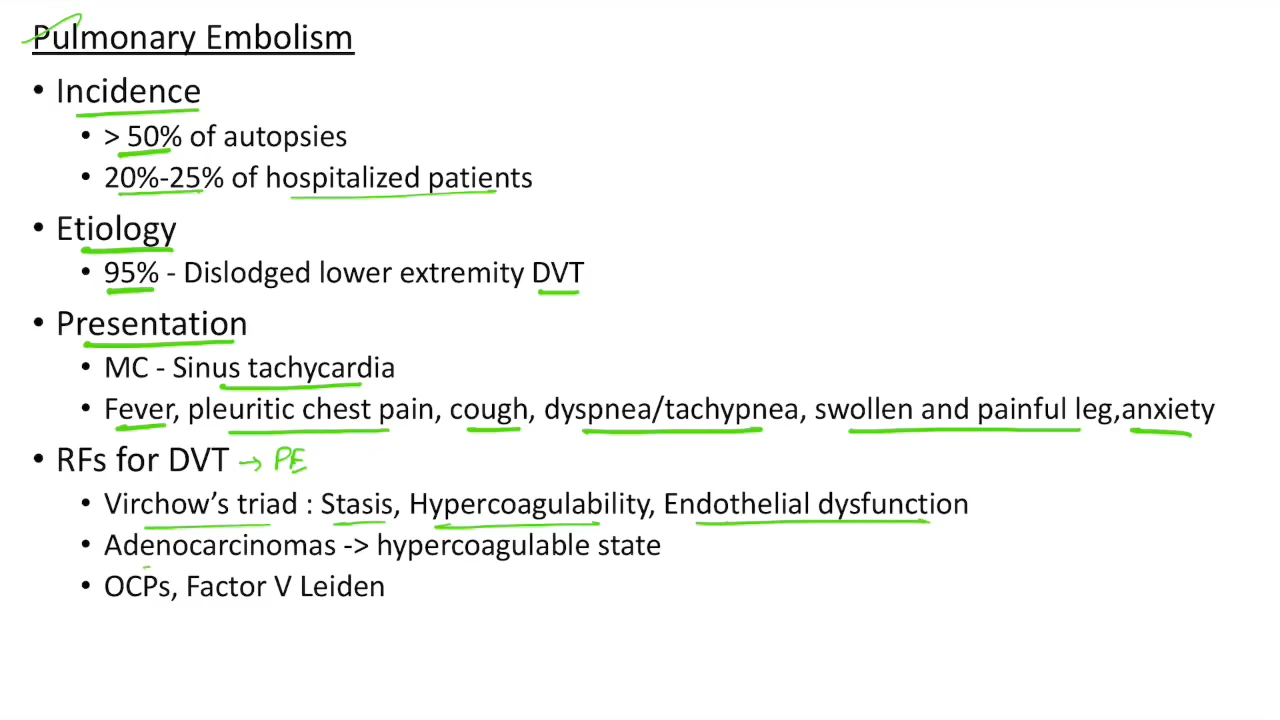 Pulmonary Embolism
• Incidence
• > 50% of autopsies
• 20%-25% of hospitalized patients
• Etiology
• 95% - Dislodged lower extremity DVT
• Presentation
• MC - Sinus tachycardia
• Fever, pleuritic chest pain, cough, dyspnea/tachypnea, swollen and painful leg,anxiety
• RFs for DVT → PE
• Virchow’s triad : Stasis, Hypercoagulability, Endothelial dysfunction
• Adenocarcinomas -> hypercoagulable state
• OCPs, Factor V Leiden